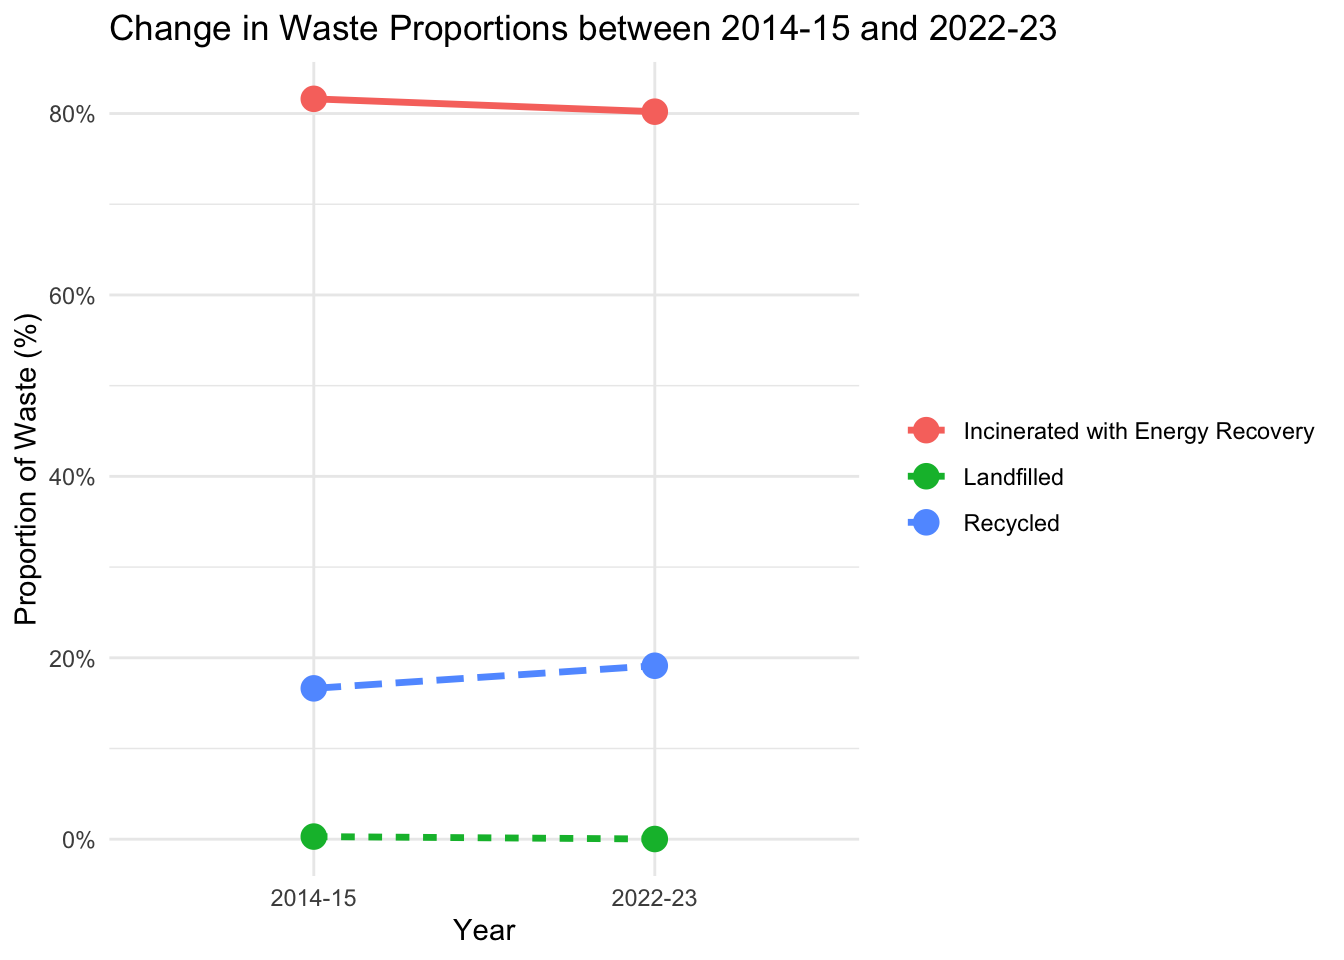 Change in Waste Proportions between 2014-15 and 2022-23
Proportion of Waste (%)
80%
60%
40%
20%
0%
2014-15
2022-23
Year
Incinerated with Energy Recovery
Landfilled
Recycled